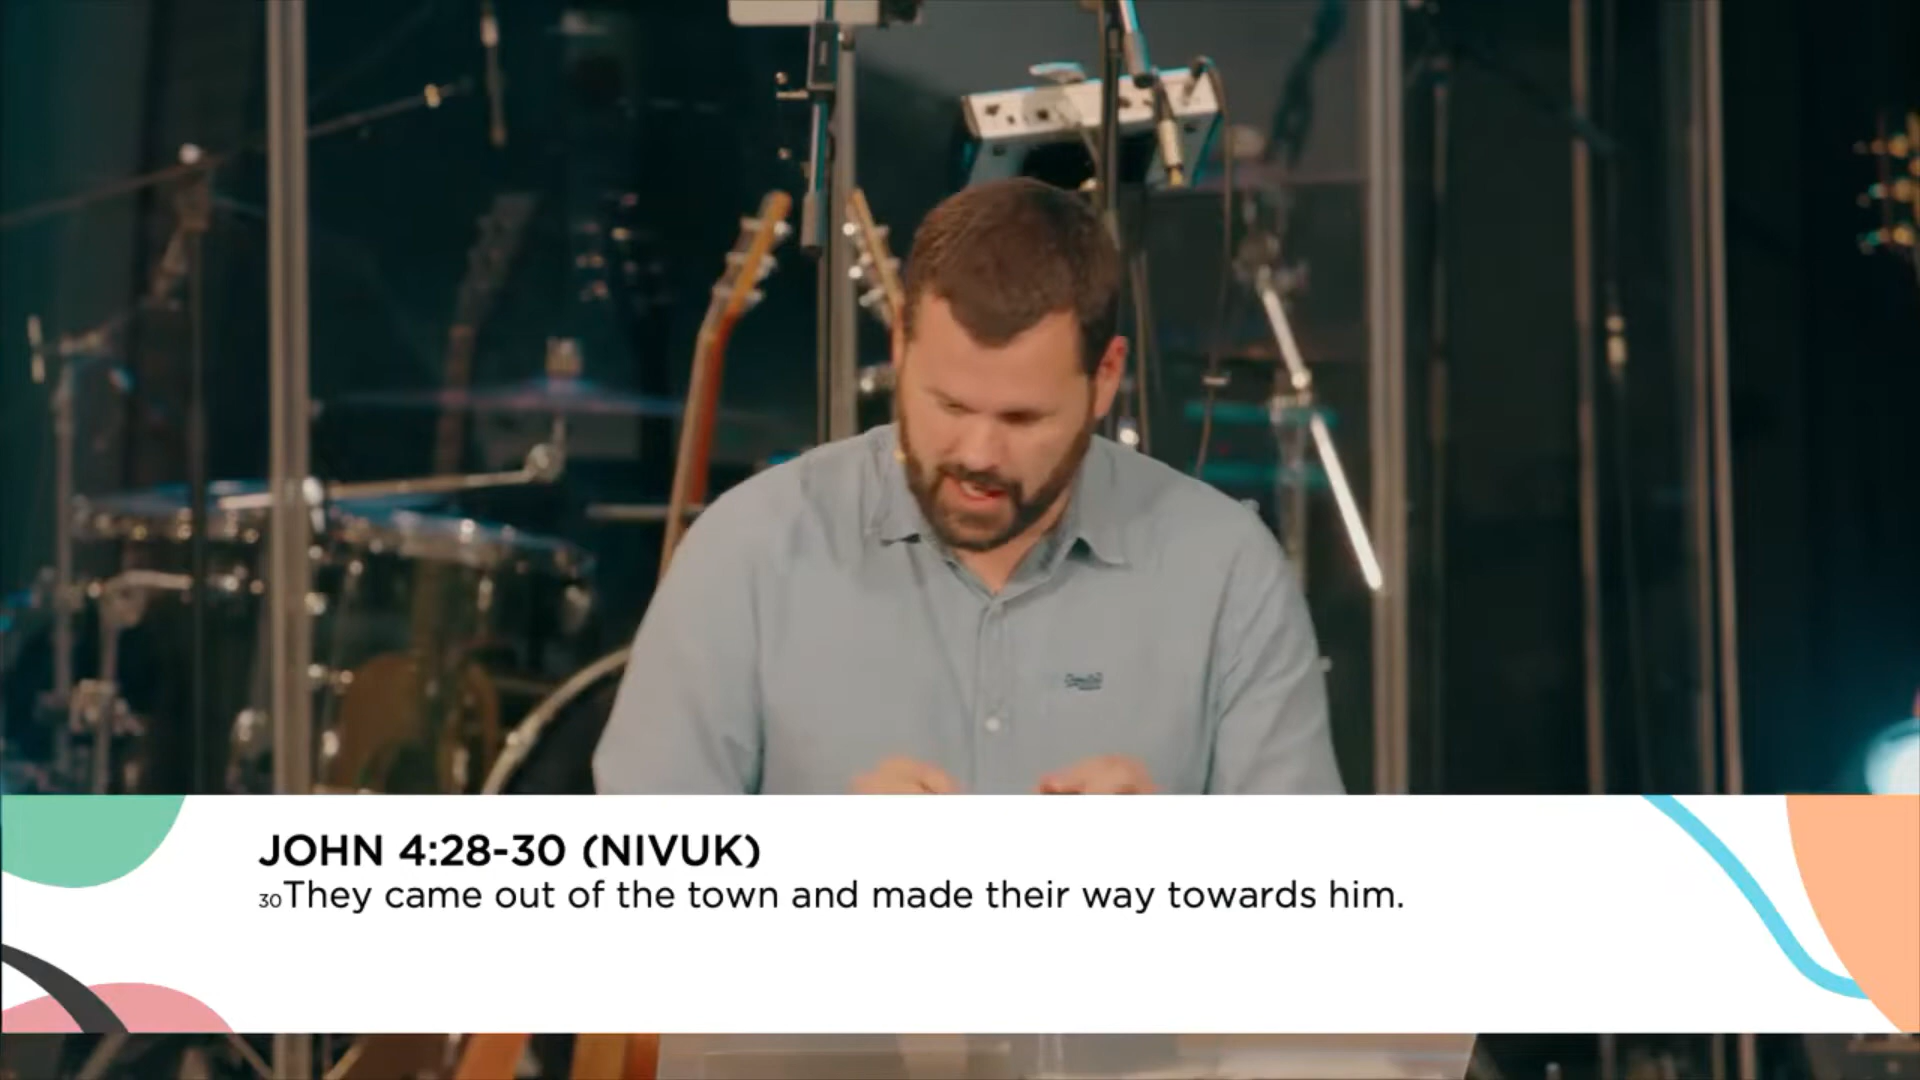 JOHN 4:28-30 (NIVUK)
30They came out of the town and made their way towards him.